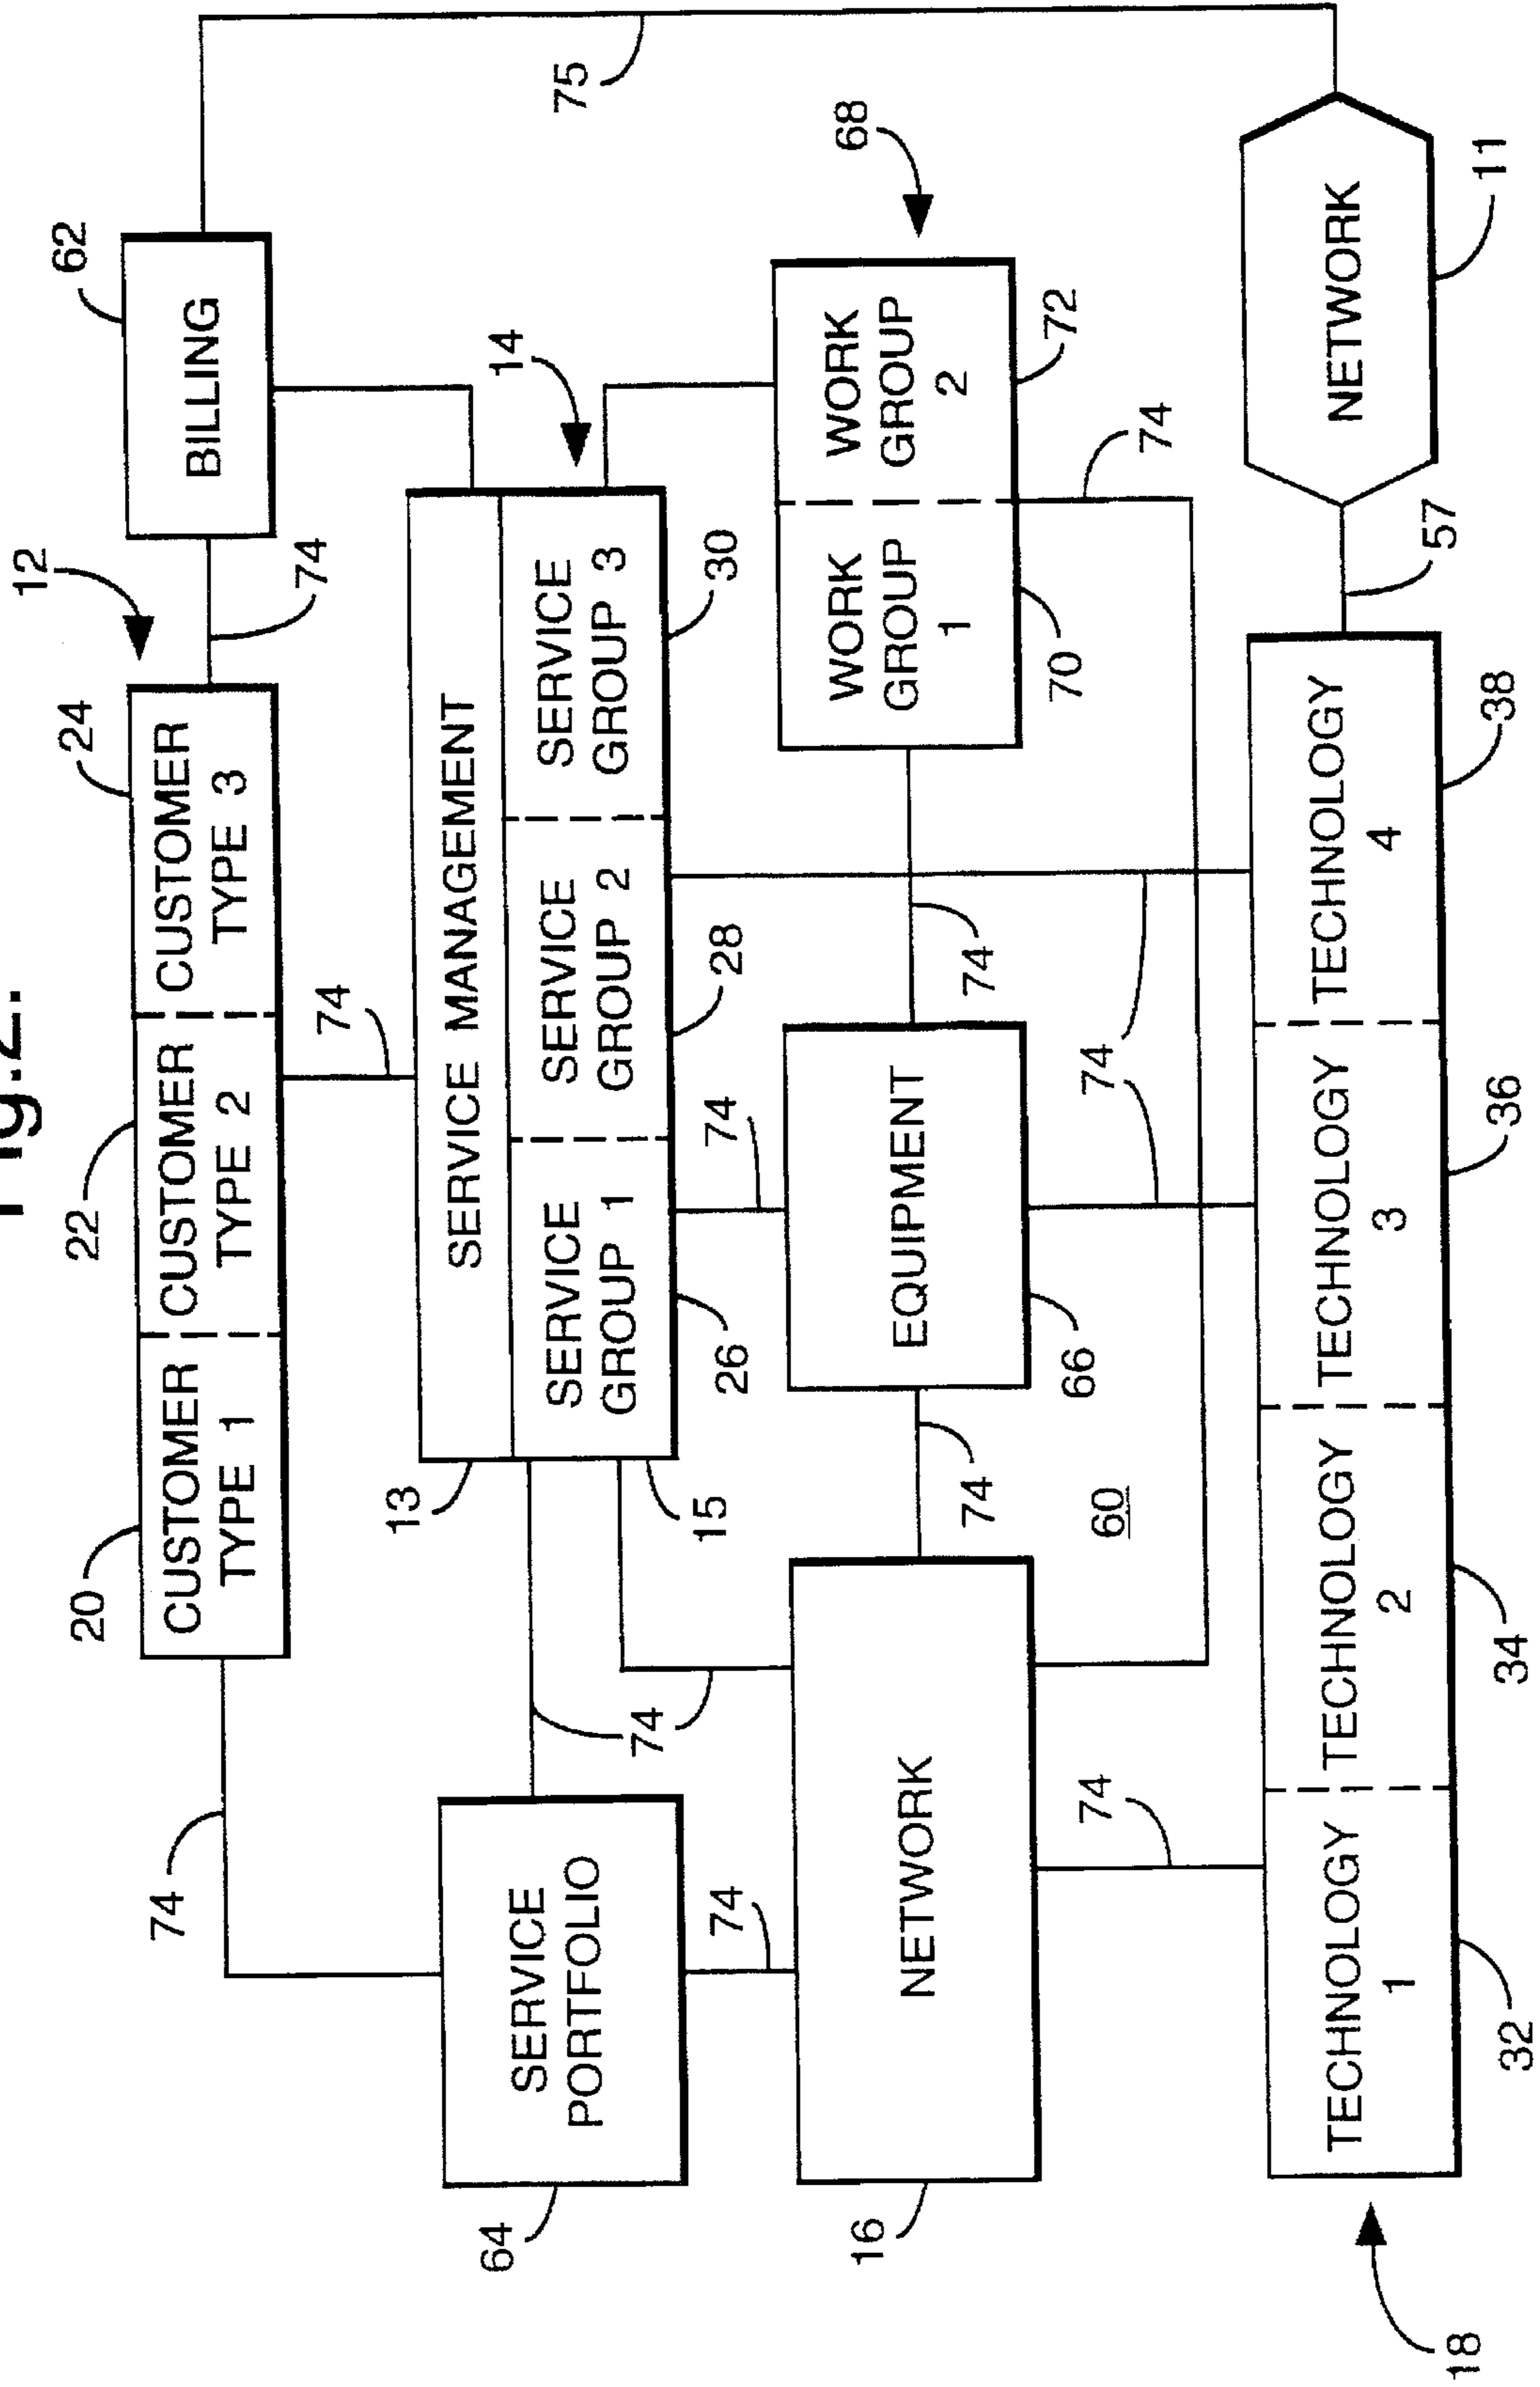 Fig.2.
12
20
22
24
62
CUSTOMER
TYPE 1
CUSTOMER
TYPE 2
CUSTOMER
TYPE 3
BILLING
74
74
74
75
13
14
SERVICE MANAGEMENT
64
SERVICE
PORTFOLIO
SERVICE
GROUP 1
SERVICE
GROUP 2
SERVICE
GROUP 3
74
15
26
28
30
74
74
68
16
NETWORK
EQUIPMENT
WORK
GROUP
1
WORK
GROUP
2
74
74
66
70
72
74
60
74
74
18
TECHNOLOGY
1
TECHNOLOGY
2
TECHNOLOGY
3
TECHNOLOGY
4
NETWORK
57
32
34
36
38
11